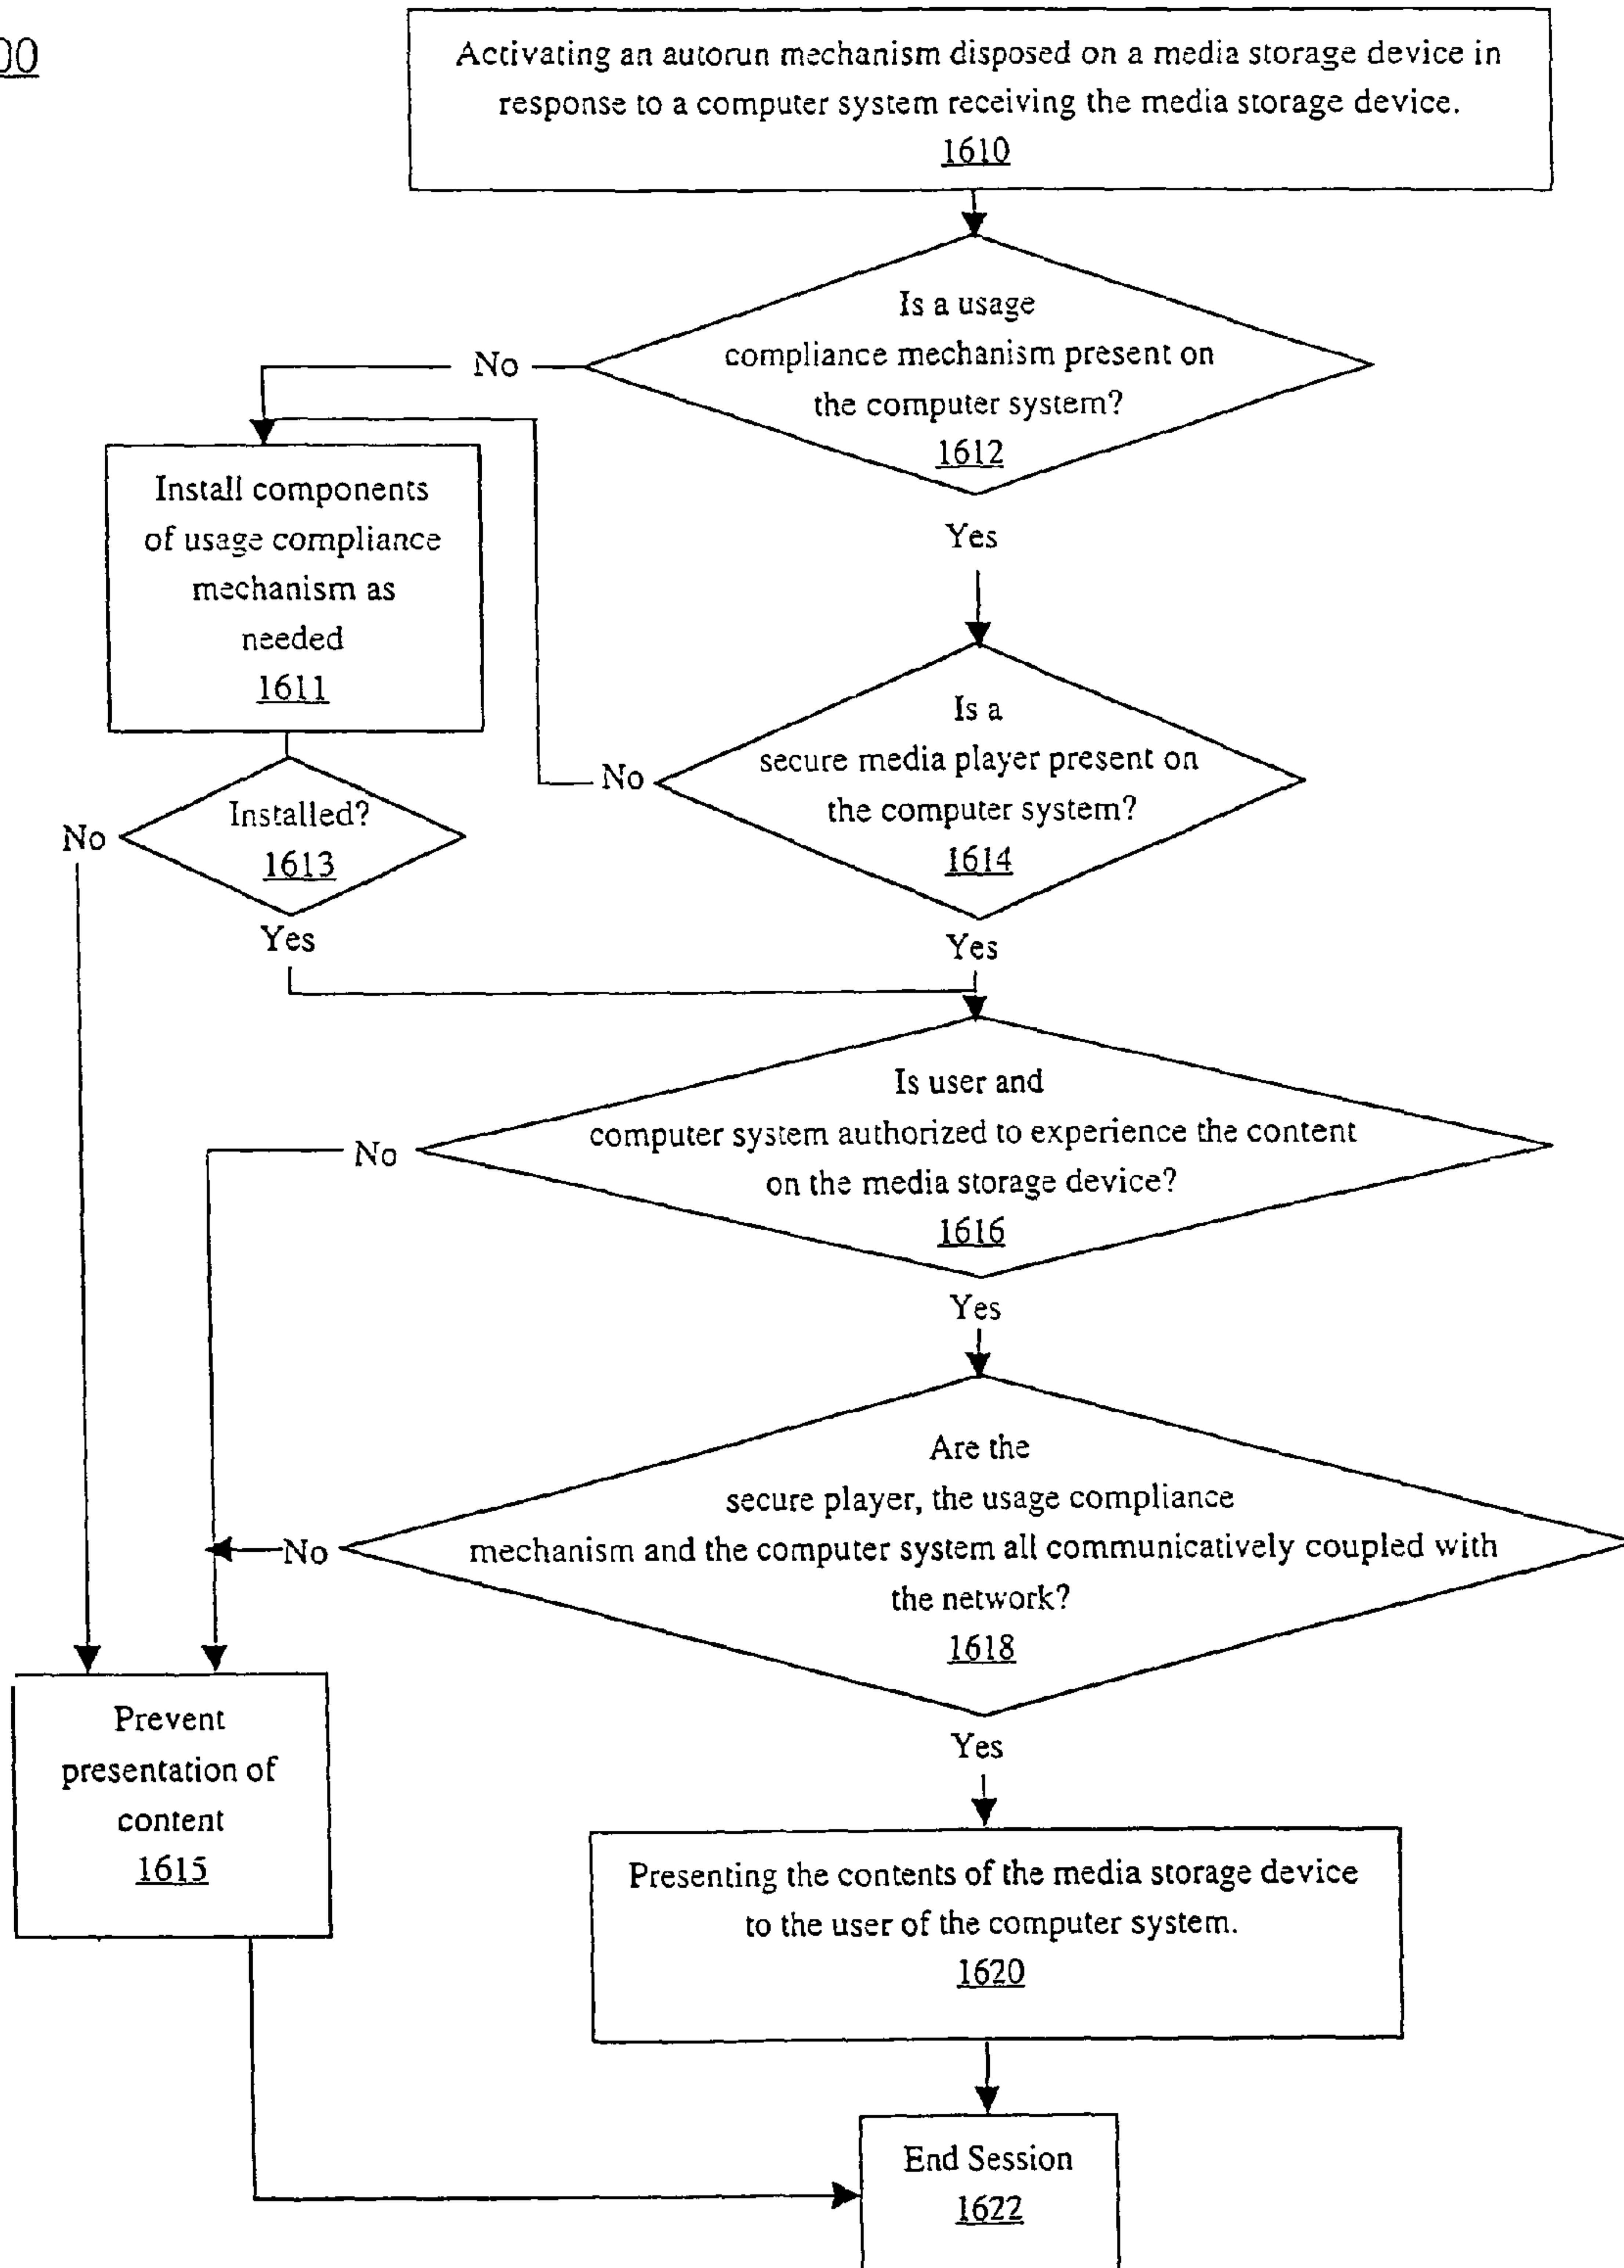 00
Activating an autorun mechanism disposed on a media storage device in
response to a computer system receiving the media storage device.
1610
Is a usage
compliance mechanism present on
the computer system?
1612
No
Yes
Install components
of usage compliance
mechanism as
needed
1611
Is a
secure media player present on
the computer system?
1614
No
Yes
Installed?
1613
No
Yes
Is user and
computer system authorized to experience the content
on the media storage device?
1616
No
Yes
Are the
secure player, the usage compliance
mechanism and the computer system all communicatively coupled with
the network?
1618
No
Yes
Prevent
presentation of
content
1615
Presenting the contents of the media storage device
to the user of the computer system.
1620
End Session
1622